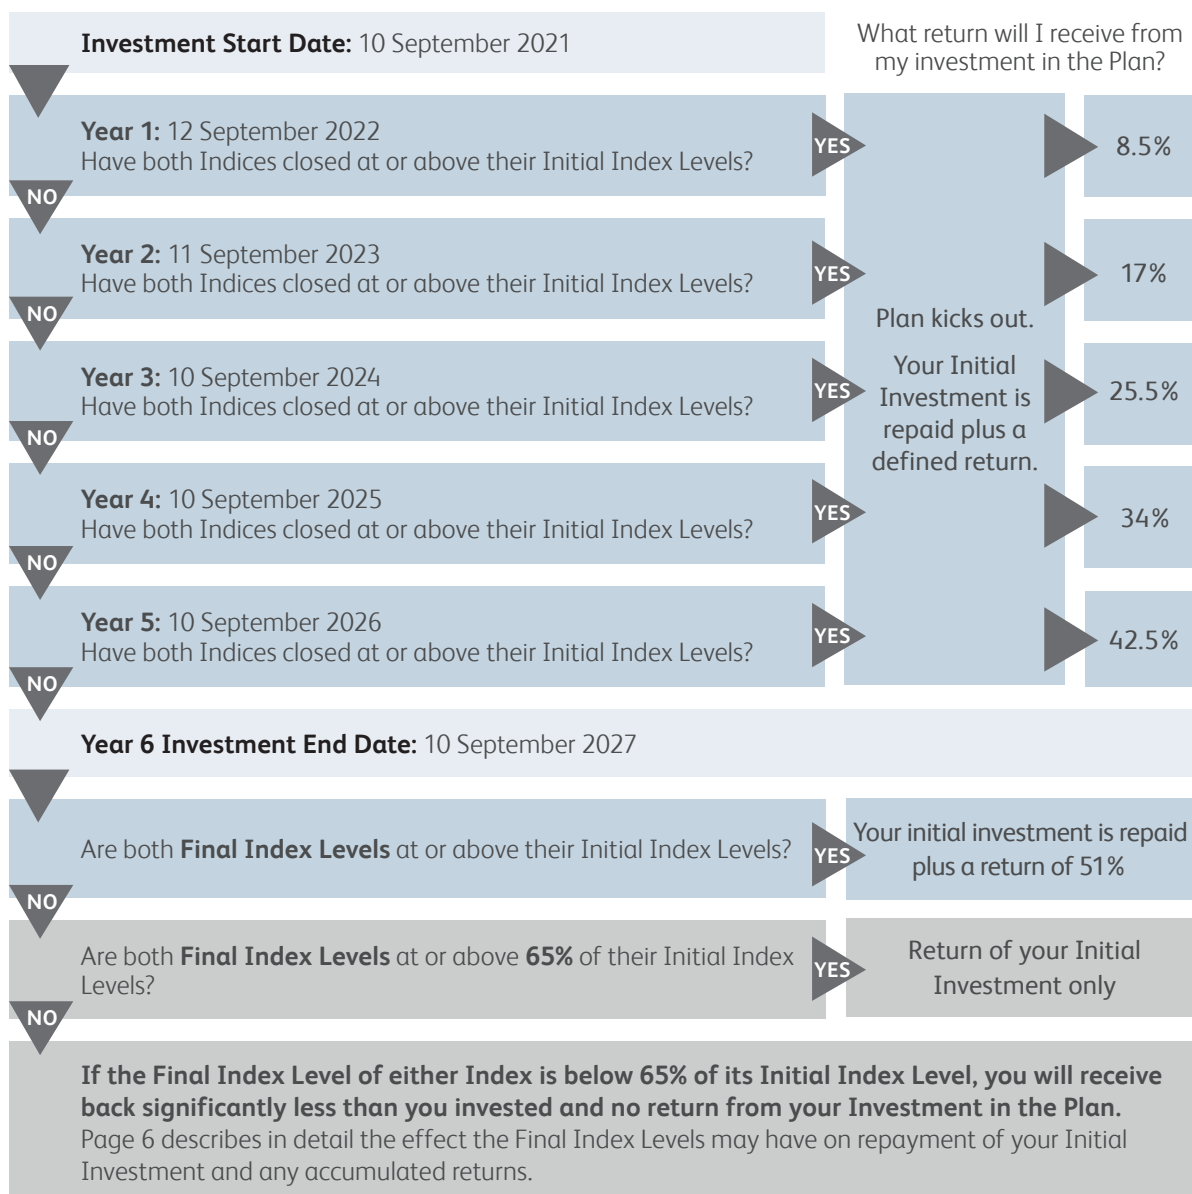 Investment Start Date: 10 September 2021
What return will I receive from
my investment in the Plan?
Year 1: 12 September 2022
Have both Indices closed at or above their Initial Index Levels?
YES
8.5%
NO
Year 2: 11 September 2023
Have both Indices closed at or above their Initial Index Levels?
YES
17%
NO
Plan kicks out.
Your Initial
Investment is
repaid plus a
defined return.
Year 3: 10 September 2024
Have both Indices closed at or above their Initial Index Levels?
YES
25.5%
NO
Year 4: 10 September 2025
Have both Indices closed at or above their Initial Index Levels?
YES
34%
NO
Year 5: 10 September 2026
Have both Indices closed at or above their Initial Index Levels?
YES
42.5%
NO
Year 6 Investment End Date: 10 September 2027
Are both Final Index Levels at or above their Initial Index Levels?
YES
Your initial investment is repaid
plus a return of 51%
NO
Are both Final Index Levels at or above 65% of their Initial Index
Levels?
YES
Return of your Initial
Investment only
NO
If the Final Index Level of either Index is below 65% of its Initial Index Level, you will receive
back significantly less than you invested and no return from your Investment in the Plan.
Page 6 describes in detail the effect the Final Index Levels may have on repayment of your Initial
Investment and any accumulated returns.